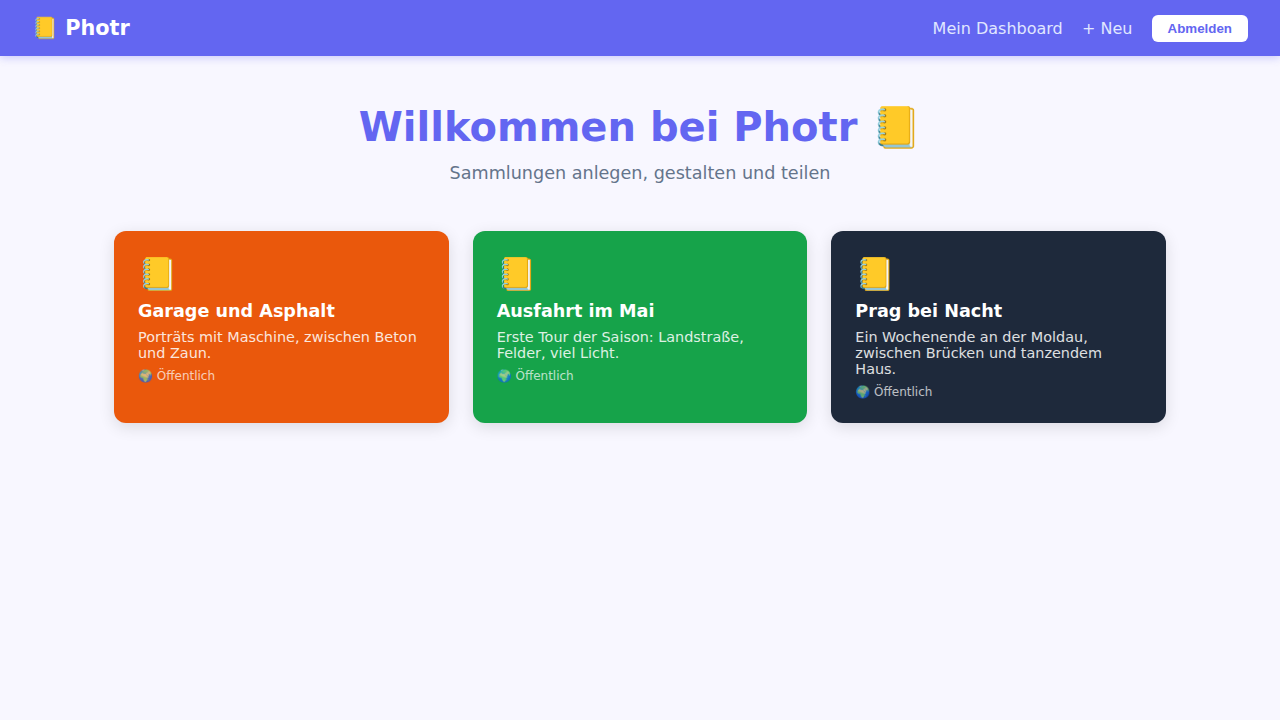 Photr
Mein Dashboard
+ Neu
Abmelden
Willkommen bei Photr
Sammlungen anlegen, gestalten und teilen
Garage und Asphalt
Porträts mit Maschine, zwischen Beton
und Zaun.
Öffentlich
Ausfahrt im Mai
Erste Tour der Saison: Landstraße,
Felder, viel Licht.
Öffentlich
Prag bei Nacht
Ein Wochenende an der Moldau,
zwischen Brücken und tanzendem
Haus.
Öffentlich